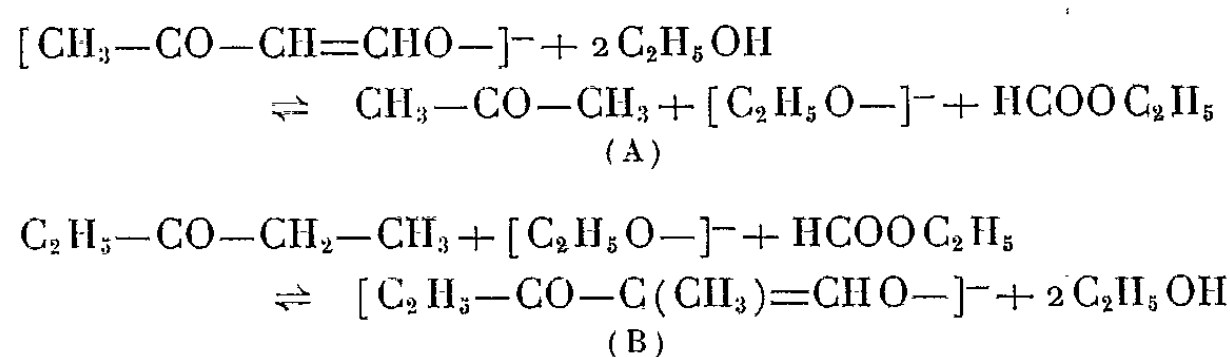 [CH₃—CO—CH=CHO—]⁻ + 2 C₂H₅OH
⇌ CH₃—CO—CH₃ + [C₂H₅O—]⁻ + HCOOC₂H₅
(A)
C₂H₅—CO—CH₂—CH₃ + [C₂H₅O—]⁻ + HCOOC₂H₅
⇌ [C₂H₅—CO—C(CH₃)=CHO—]⁻ + 2 C₂H₅OH
(B)